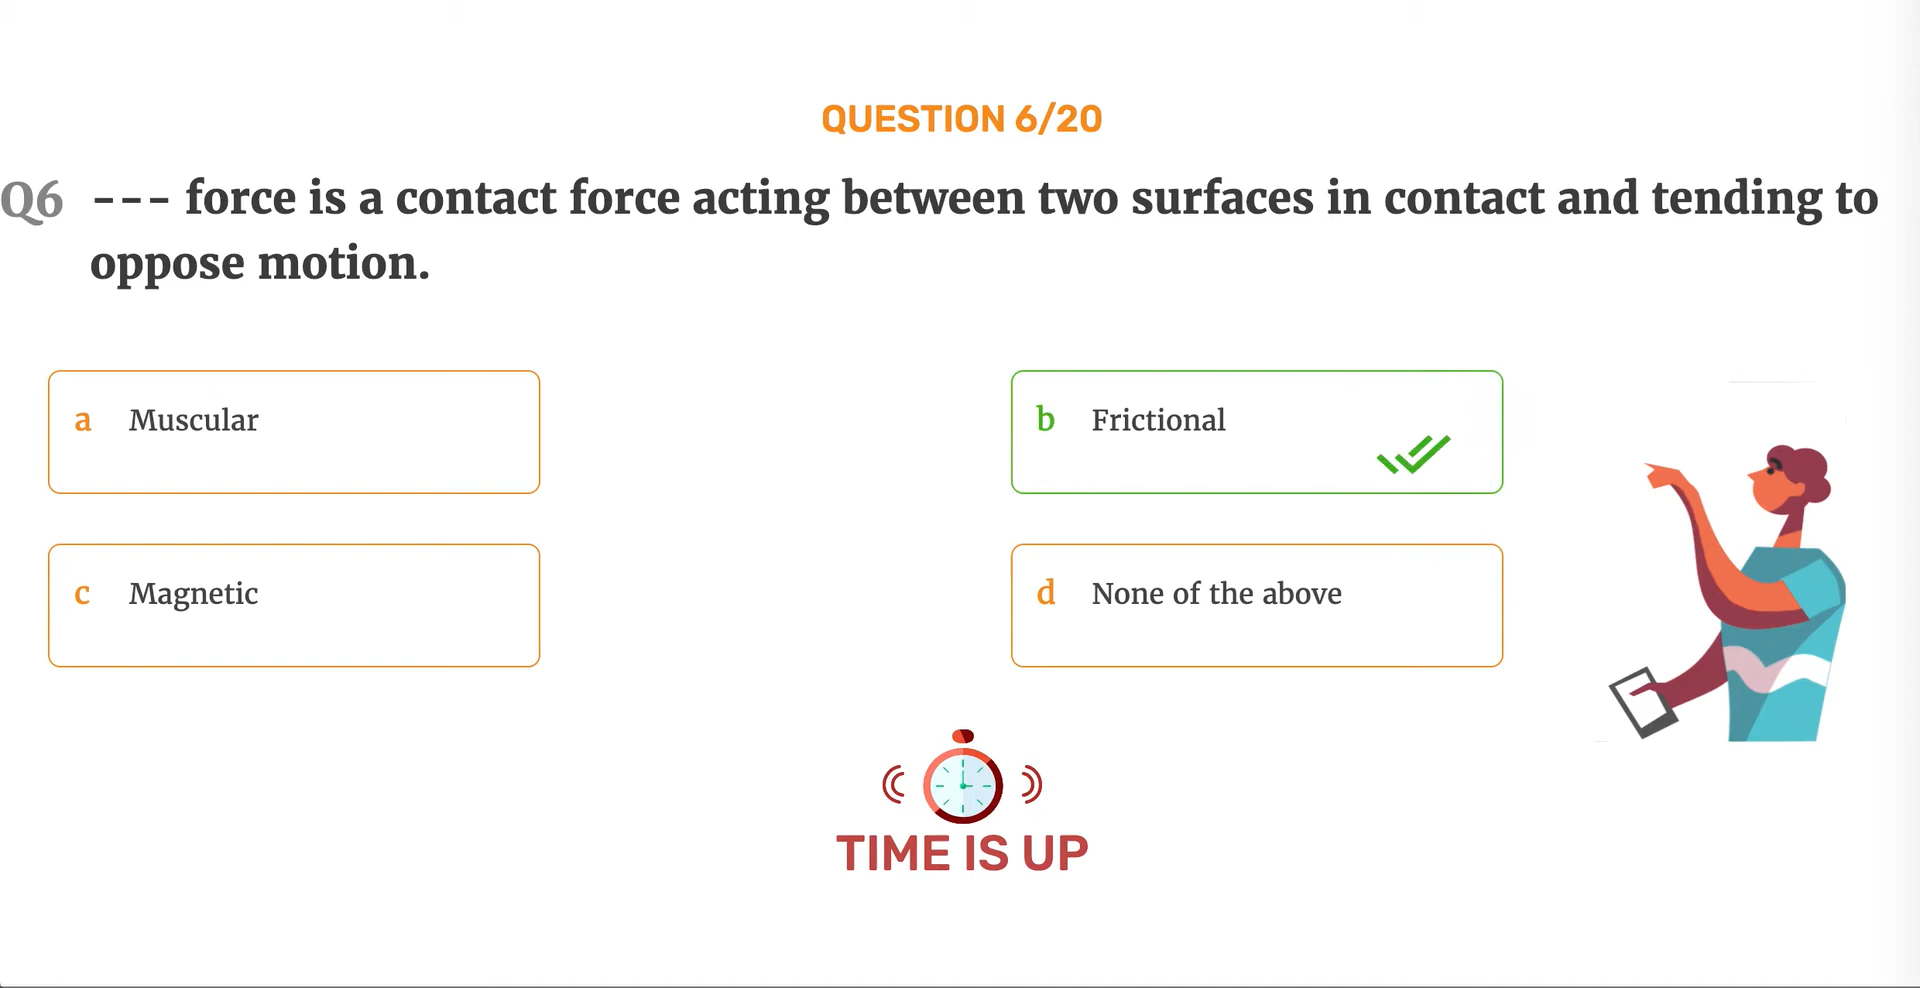 QUESTION 6/20
Q6 --- force is a contact force acting between two surfaces in contact and tending to
oppose motion.
a Muscular
b Frictional
c Magnetic
d None of the above
TIME IS UP